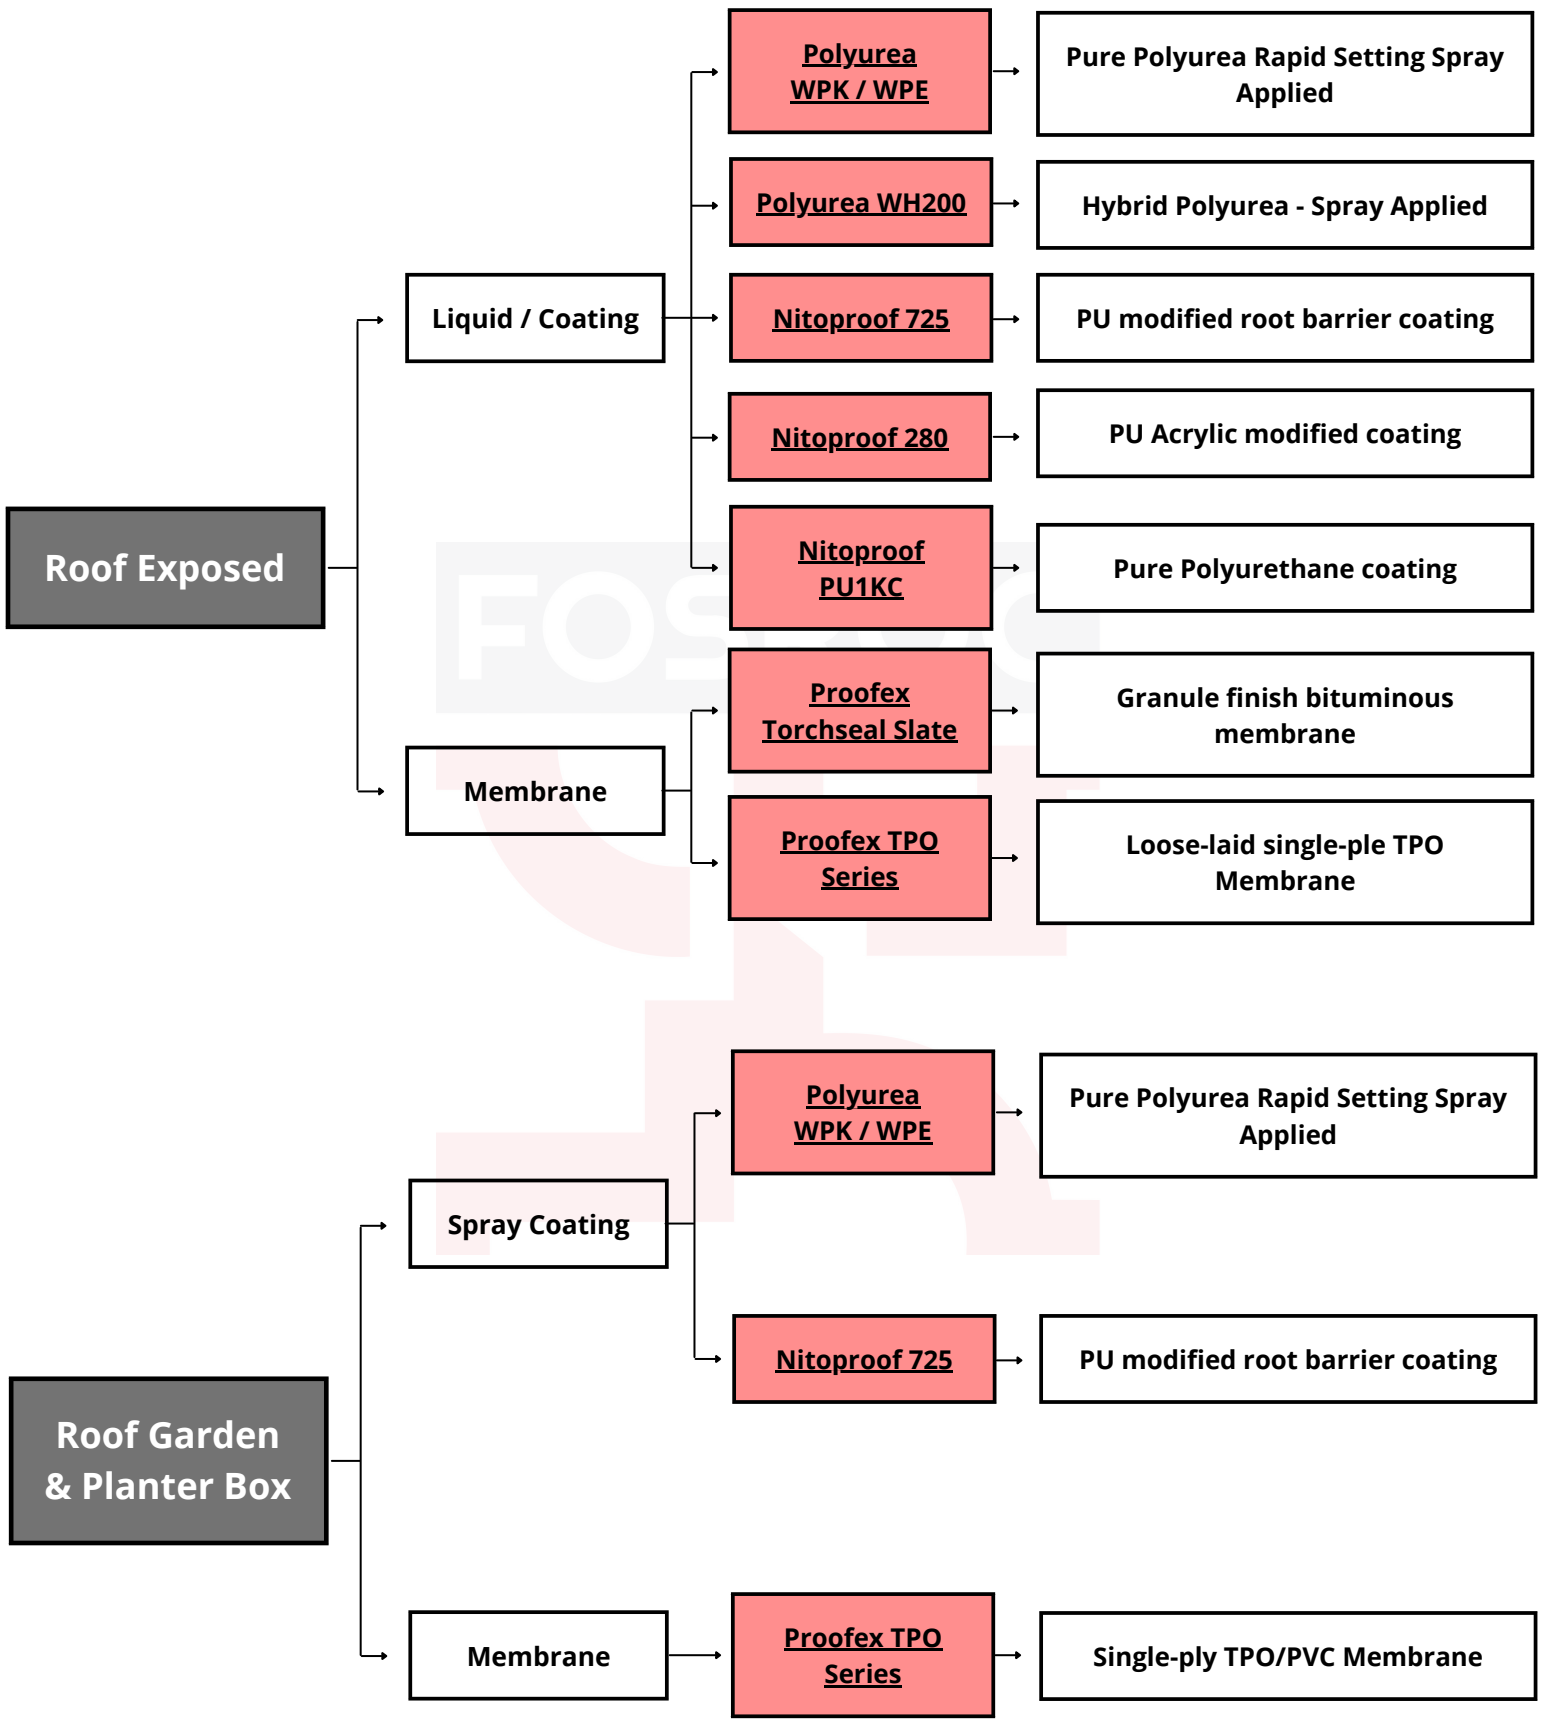 Polyurea
WPK / WPE
Pure Polyurea Rapid Setting Spray
Applied
Polyurea WH200
Hybrid Polyurea - Spray Applied
Liquid / Coating
Nitoproof 725
PU modified root barrier coating
Nitoproof 280
PU Acrylic modified coating
Roof Exposed
Nitoproof
PU1KC
Pure Polyurethane coating
Proofex
Torchseal Slate
Granule finish bituminous
membrane
Membrane
Proofex TPO
Series
Loose-laid single-ple TPO
Membrane
Polyurea
WPK / WPE
Pure Polyurea Rapid Setting Spray
Applied
Spray Coating
Nitoproof 725
PU modified root barrier coating
Roof Garden
& Planter Box
Membrane
Proofex TPO
Series
Single-ply TPO/PVC Membrane